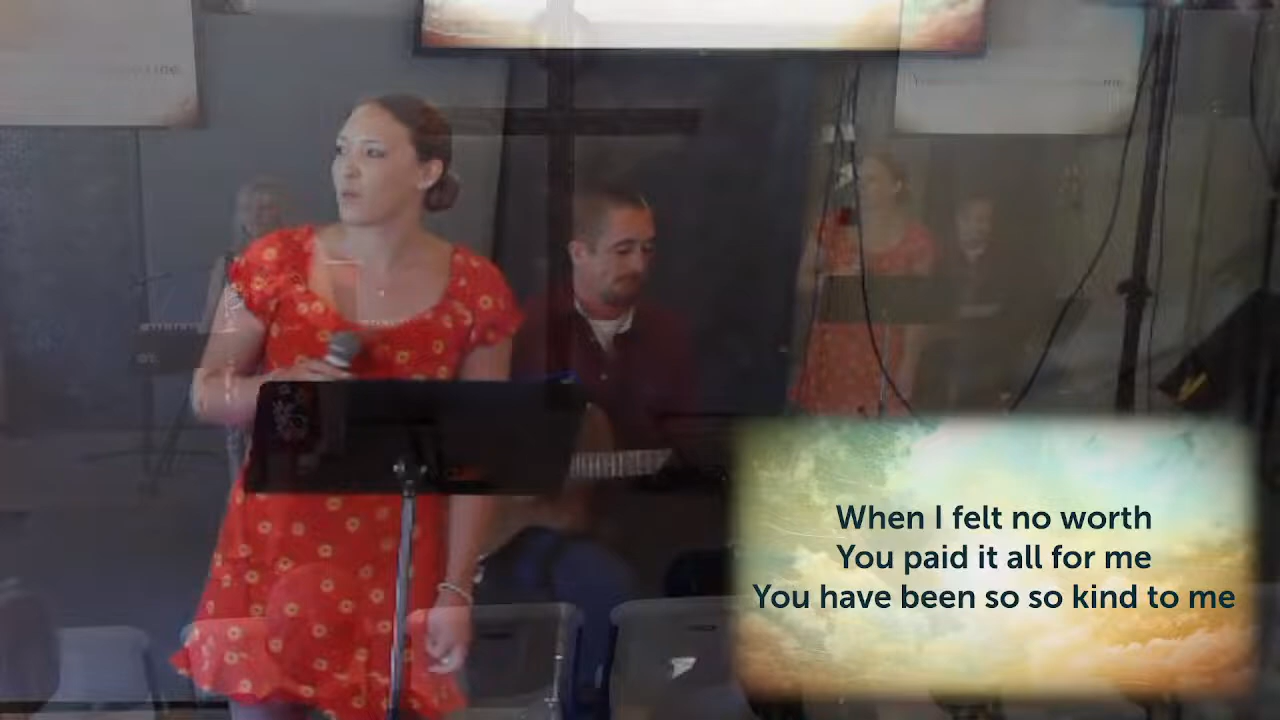 When I felt no worth
You paid it all for me
You have been so so kind to me